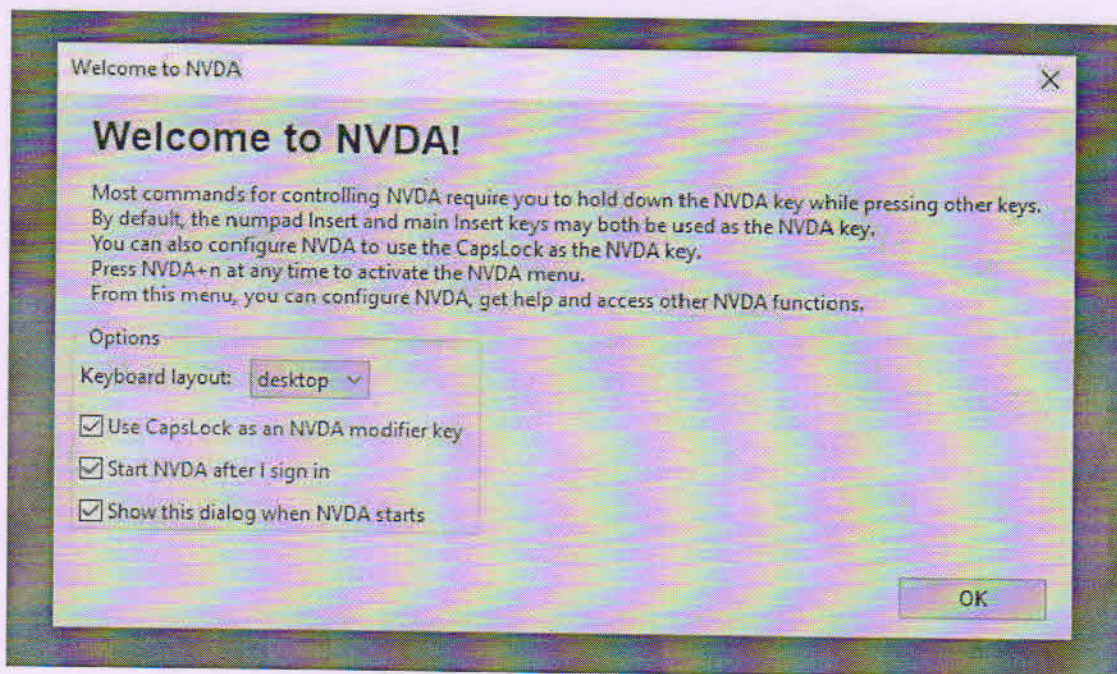 Welcome to NVDA
Welcome to NVDA!
Most commands for controlling NVDA require you to hold down the NVDA key while pressing other keys.
By default, the numpad Insert and main Insert keys may both be used as the NVDA key.
You can also configure NVDA to use the CapsLock as the NVDA key.
Press NVDA+n at any time to activate the NVDA menu.
From this menu, you can configure NVDA, get help and access other NVDA functions.
Options
Keyboard layout: desktop
Use CapsLock as an NVDA modifier key
Start NVDA after I sign in
Show this dialog when NVDA starts
OK